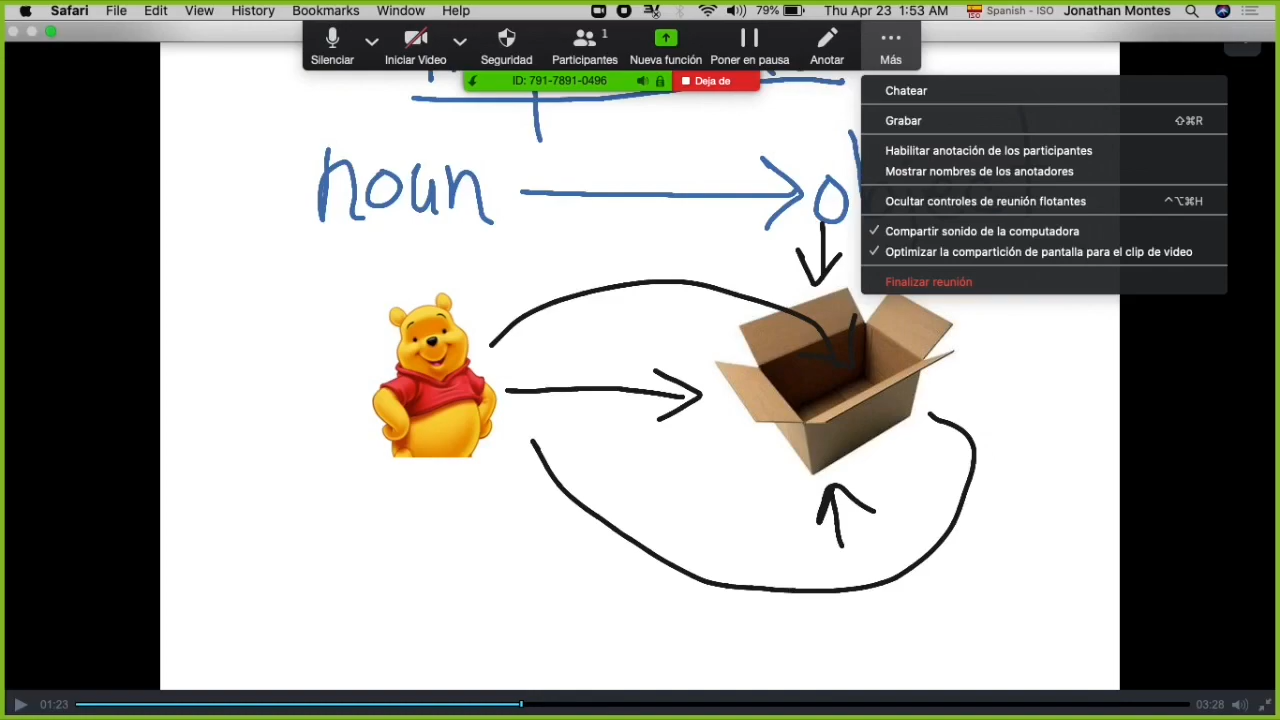 Safari File Edit View History Bookmarks Window Help 79% Thu Apr 23 1:53 AM Spanish - ISO Jonathan Montes
Silenciar Iniciar Video Seguridad Participantes 1 Nueva función Poner en pausa Anotar Más
ID: 791-7891-0496 Deja de
Chatear
Grabar ⇧⌘R
Habilitar anotación de los participantes
Mostrar nombres de los anotadores
Ocultar controles de reunión flotantes ^⌥⌘H
Compartir sonido de la computadora
Optimizar la compartición de pantalla para el clip de video
Finalizar reunión
noun
01:23 03:28